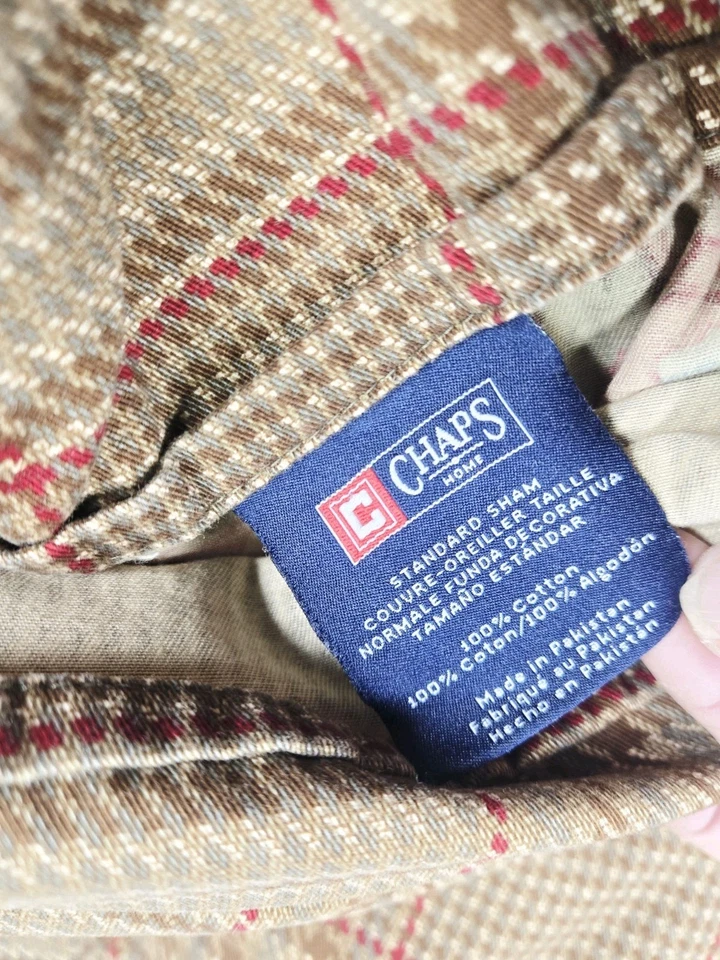 C CHAPS
HOME
STANDARD SHAM
COUVRE-OREILLER TAILLE
NORMALE FUNDA DECORATIVA
TAMAÑO ESTÁNDAR
100% Cotton
100% Coton/100% Algodón
Made in Pakistan
Fabriqué au Pakistan
Hecho en Pakistán